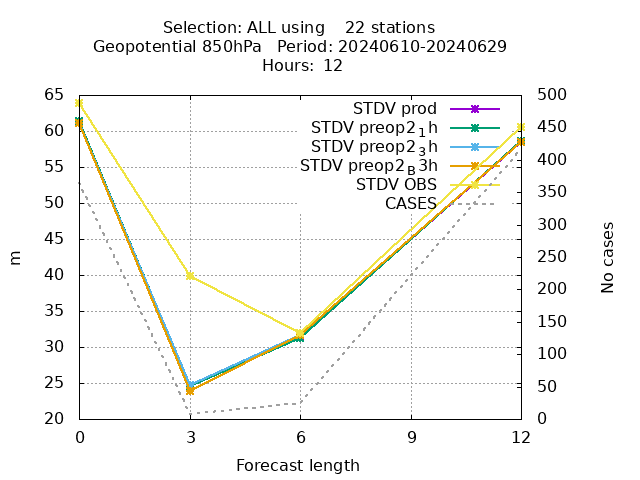 Selection: ALL using    22 stations
Geopotential 850hPa   Period: 20240610-20240629
Hours: 12
STDV prod
STDV preop2₁h
STDV preop2₃h
STDV preop2_B3h
STDV OBS
CASES
65
60
55
50
45
40
35
30
25
20
m
500
450
400
350
300
250
200
150
100
50
0
No cases
0 3 6 9 12
Forecast length